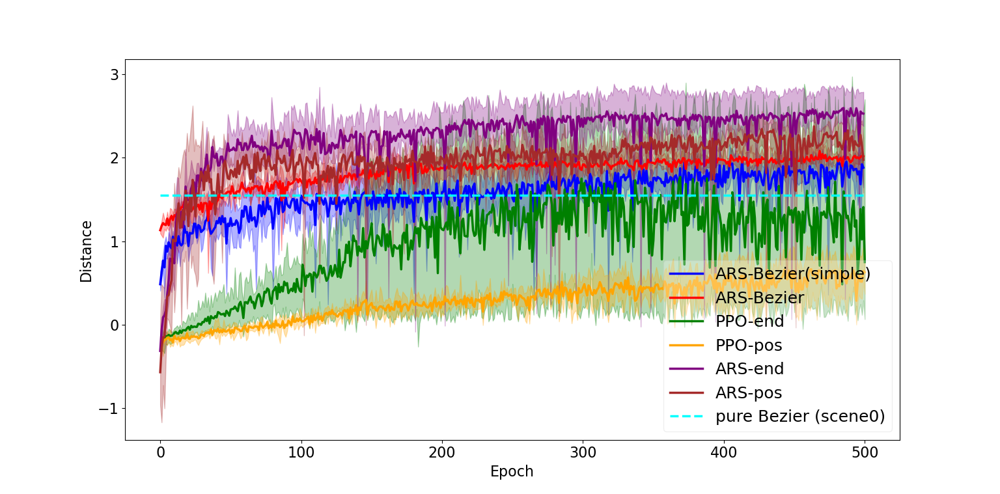 3
2
1
0
−1
Distance
0 100 200 300 400 500
Epoch
ARS-Bezier(simple)
ARS-Bezier
PPO-end
PPO-pos
ARS-end
ARS-pos
pure Bezier (scene0)